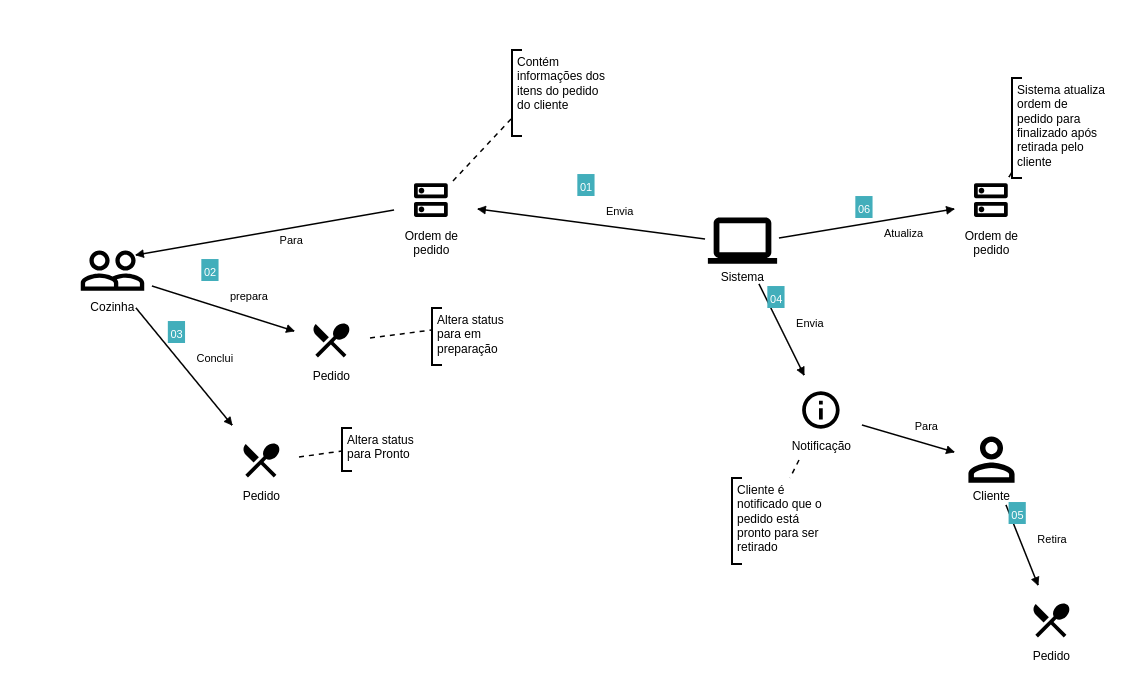 Contém
informações dos
itens do pedido
do cliente
Sistema atualiza
ordem de
pedido para
finalizado após
retirada pelo
cliente
01
Envia
06
Atualiza
Ordem de
pedido
Ordem de
pedido
Para
02
prepara
Sistema
04
Envia
Cozinha
03
Conclui
Altera status
para em
preparação
Pedido
Altera status
para Pronto
Pedido
Notificação
Para
Cliente é
notificado que o
pedido está
pronto para ser
retirado
Cliente
05
Retira
Pedido